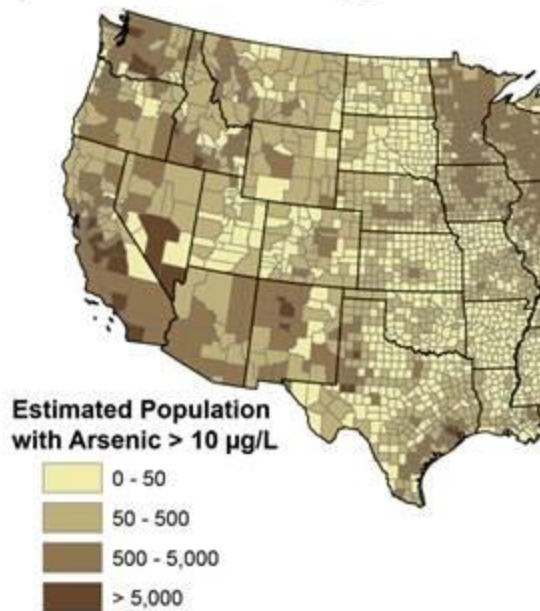 Estimated Population
with Arsenic > 10 µg/L
0 - 50
50 - 500
500 - 5,000
> 5,000